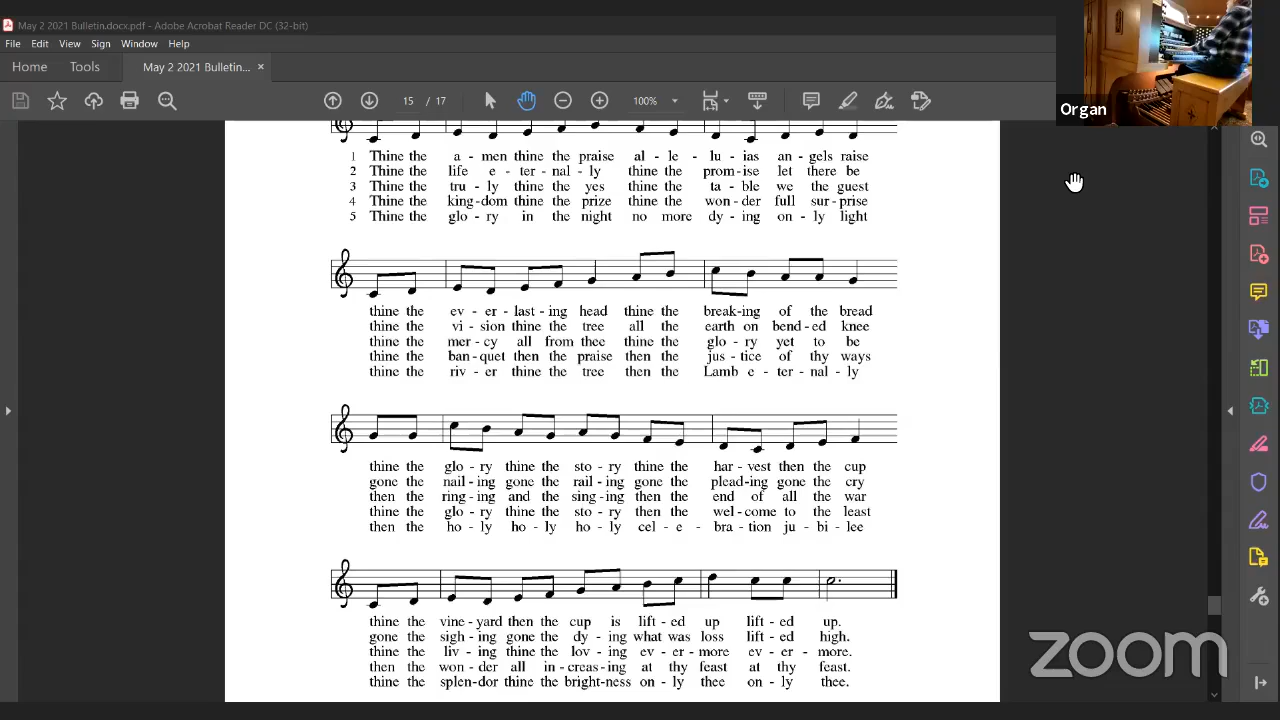 May 2 2021 Bulletin.docx.pdf - Adobe Acrobat Reader DC (32-bit)
File Edit View Sign Window Help
Home Tools May 2 2021 Bulletin... ×
15 / 17 100%
Organ
1 Thine the a - men thine the praise al - le - lu - ias an - gels raise
2 Thine the life e - ter - nal - ly thine the prom - ise let there be
3 Thine the tru - ly thine the yes thine the ta - ble we the guest
4 Thine the king - dom thine the prize thine the won - der full sur - prise
5 Thine the glo - ry in the night no more dy - ing on - ly light
thine the ev - er - last - ing head thine the break - ing of the bread
thine the vi - sion thine the tree all the earth on bend - ed knee
thine the mer - cy all from thee thine the glo - ry yet to be
thine the ban - quet then the praise then the jus - tice of thy ways
thine the riv - er thine the tree then the Lamb e - ter - nal - ly
thine the glo - ry thine the sto - ry thine the har - vest then the cup
gone the nail - ing gone the rail - ing gone the plead - ing gone the cry
then the ring - ing and the sing - ing then the end of all the war
thine the glo - ry thine the sto - ry then the wel - come to the least
then the ho - ly ho - ly ho - ly cel - e - bra - tion ju - bi - lee
thine the vine - yard then the cup is lift - ed up lift - ed up.
gone the sigh - ing gone the dy - ing what was loss lift - ed high.
thine the liv - ing thine the lov - ing ev - er - more ev - er - more.
then the won - der all in - creas - ing at thy feast at thy feast.
thine the splen - dor thine the bright - ness on - ly thee on - ly thee.
zoom